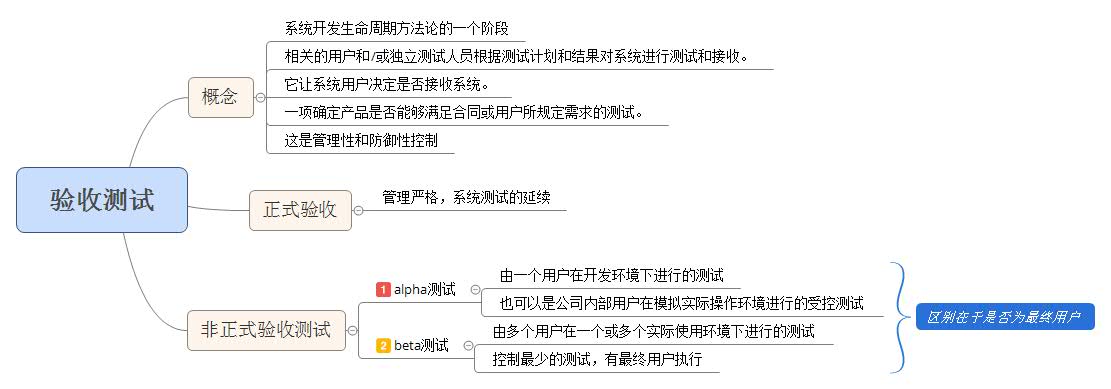 验收测试
概念
系统开发生命周期方法论的一个阶段
相关的用户和/或独立测试人员根据测试计划和结果对系统进行测试和接收。
它让系统用户决定是否接收系统。
一项确定产品是否能够满足合同或用户所规定需求的测试。
这是管理性和防御性控制
正式验收
管理严格，系统测试的延续
非正式验收测试
1 alpha测试
由一个用户在开发环境下进行的测试
也可以是公司内部用户在模拟实际操作环境进行的受控测试
2 beta测试
由多个用户在一个或多个实际使用环境下进行的测试
控制最少的测试，有最终用户执行
区别在于是否为最终用户